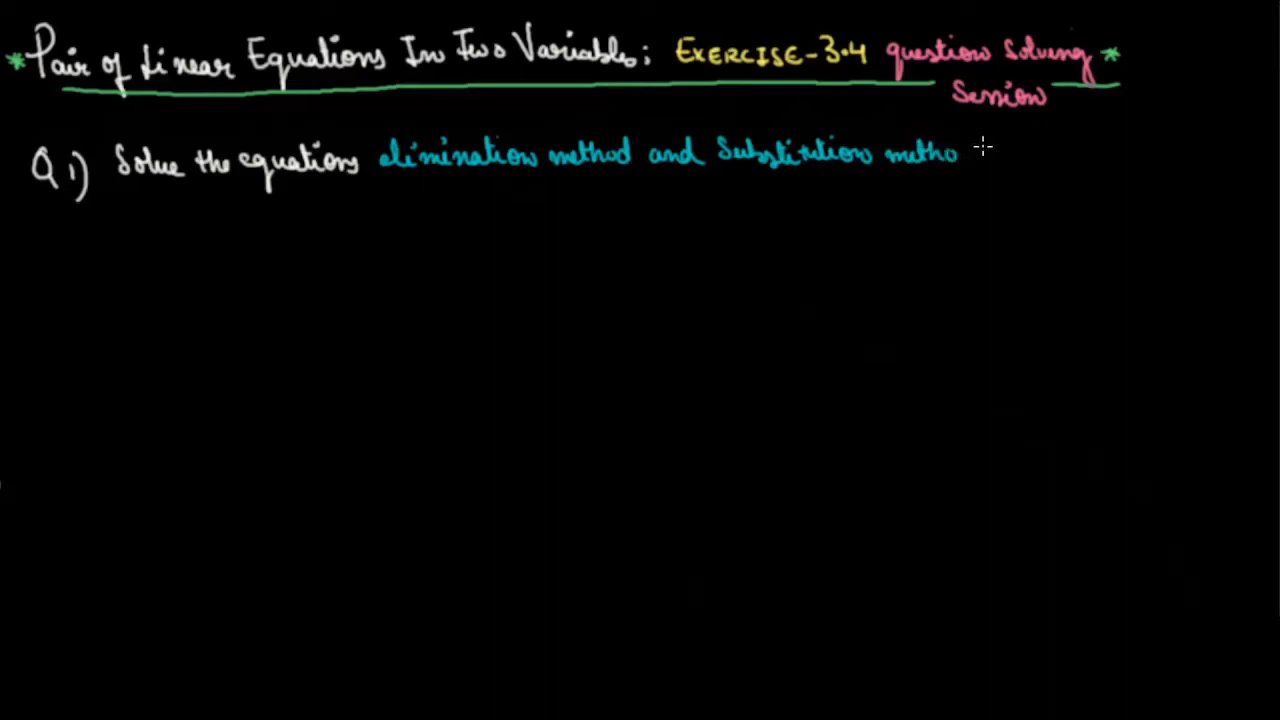 *Pair of Linear Equations In Two Variables; EXERCISE-3.4 question Solving *
Session
Q 1) Solve the equations elimination method and Substitution metho